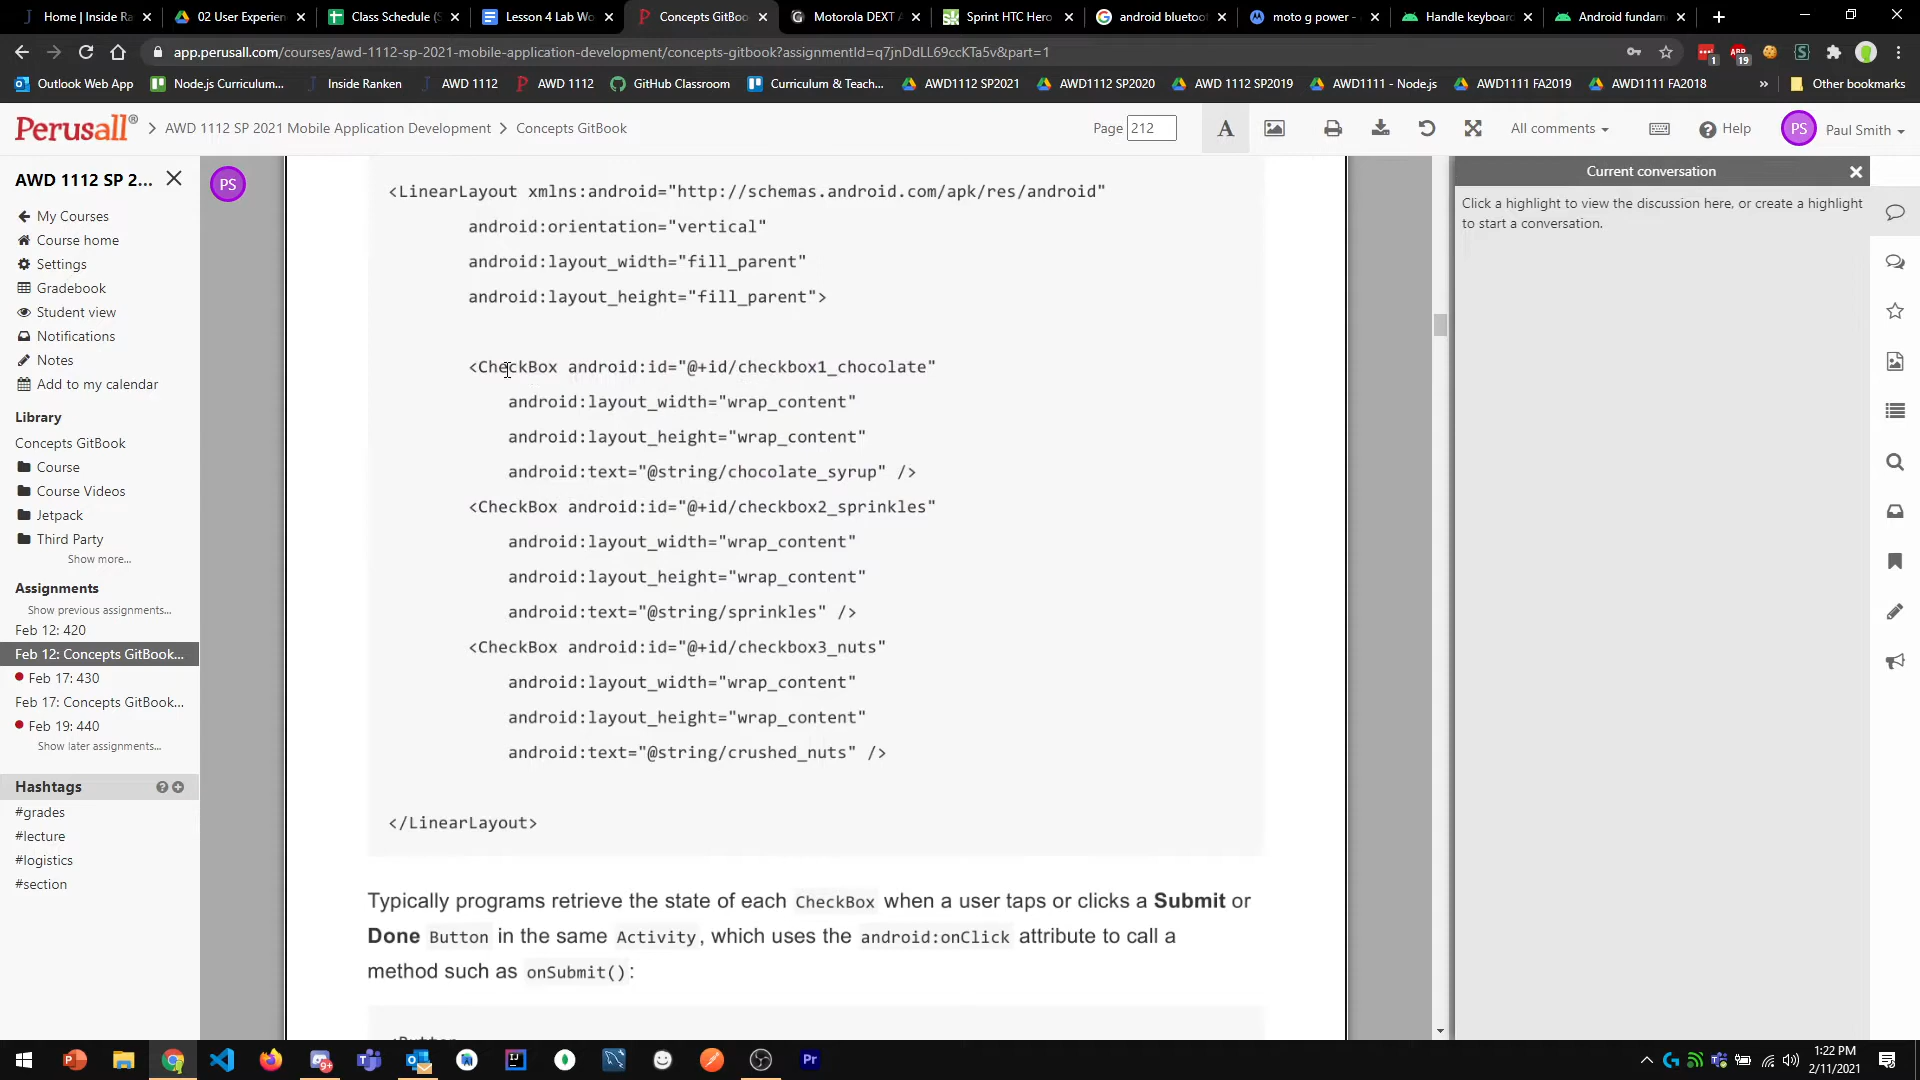 Home | Inside Ra
02 User Experien
Class Schedule (S
Lesson 4 Lab Wo
Concepts GitBoo
Motorola DEXT A
Sprint HTC Hero
android bluetoot
moto g power -
Handle keyboard
Android fundam
app.perusall.com/courses/awd-1112-sp-2021-mobile-application-development/concepts-gitbook?assignmentId=q7jnDdLL69ccKTa5v&part=1
Outlook Web App
Node.js Curriculum...
Inside Ranken
AWD 1112
AWD 1112
GitHub Classroom
Curriculum & Teach...
AWD1112 SP2021
AWD1112 SP2020
AWD 1112 SP2019
AWD1111 - Node.js
AWD1111 FA2019
AWD1111 FA2018
»
Other bookmarks
Perusall®
AWD 1112 SP 2021 Mobile Application Development
Concepts GitBook
Page 212
All comments
Help
PS
Paul Smith
AWD 1112 SP 2...
My Courses
Course home
Settings
Gradebook
Student view
Notifications
Notes
Add to my calendar
Library
Concepts GitBook
Course
Course Videos
Jetpack
Third Party
Show more...
Assignments
Show previous assignments...
Feb 12: 420
Feb 12: Concepts GitBook...
Feb 17: 430
Feb 17: Concepts GitBook...
Feb 19: 440
Show later assignments...
Hashtags
#grades
#lecture
#logistics
#section
PS
<LinearLayout xmlns:android="http://schemas.android.com/apk/res/android"
android:orientation="vertical"
android:layout_width="fill_parent"
android:layout_height="fill_parent">
<CheckBox android:id="@+id/checkbox1_chocolate"
android:layout_width="wrap_content"
android:layout_height="wrap_content"
android:text="@string/chocolate_syrup" />
<CheckBox android:id="@+id/checkbox2_sprinkles"
android:layout_width="wrap_content"
android:layout_height="wrap_content"
android:text="@string/sprinkles" />
<CheckBox android:id="@+id/checkbox3_nuts"
android:layout_width="wrap_content"
android:layout_height="wrap_content"
android:text="@string/crushed_nuts" />
</LinearLayout>
Typically programs retrieve the state of each CheckBox when a user taps or clicks a Submit or
Done Button in the same Activity, which uses the android:onClick attribute to call a
method such as onSubmit():
<Button
Current conversation
Click a highlight to view the discussion here, or create a highlight
to start a conversation.
1:22 PM
2/11/2021